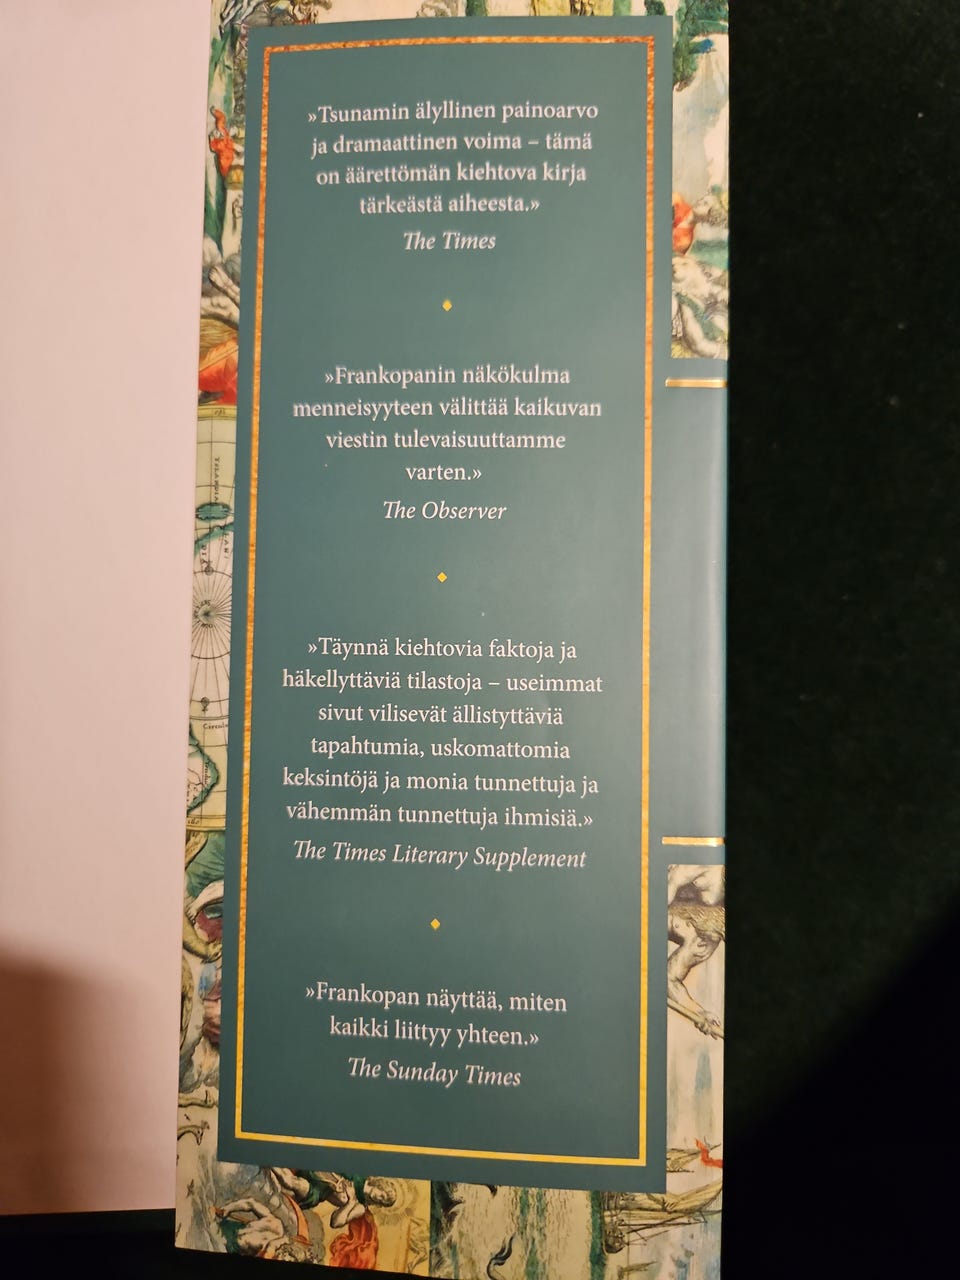 »Tsunamin älyllinen painoarvo
ja dramaattinen voima – tämä
on äärettömän kiehtova kirja
tärkeästä aiheesta.»
The Times
»Frankopanin näkökulma
menneisyyteen välittää kaikuvan
viestin tulevaisuuttamme
varten.»
The Observer
»Täynnä kiehtovia faktoja ja
häkellyttäviä tilastoja – useimmat
sivut vilisevät ällistyttäviä
tapahtumia, uskomattomia
keksintöjä ja monia tunnettuja ja
vähemmän tunnettuja ihmisiä.»
The Times Literary Supplement
»Frankopan näyttää, miten
kaikki liittyy yhteen.»
The Sunday Times